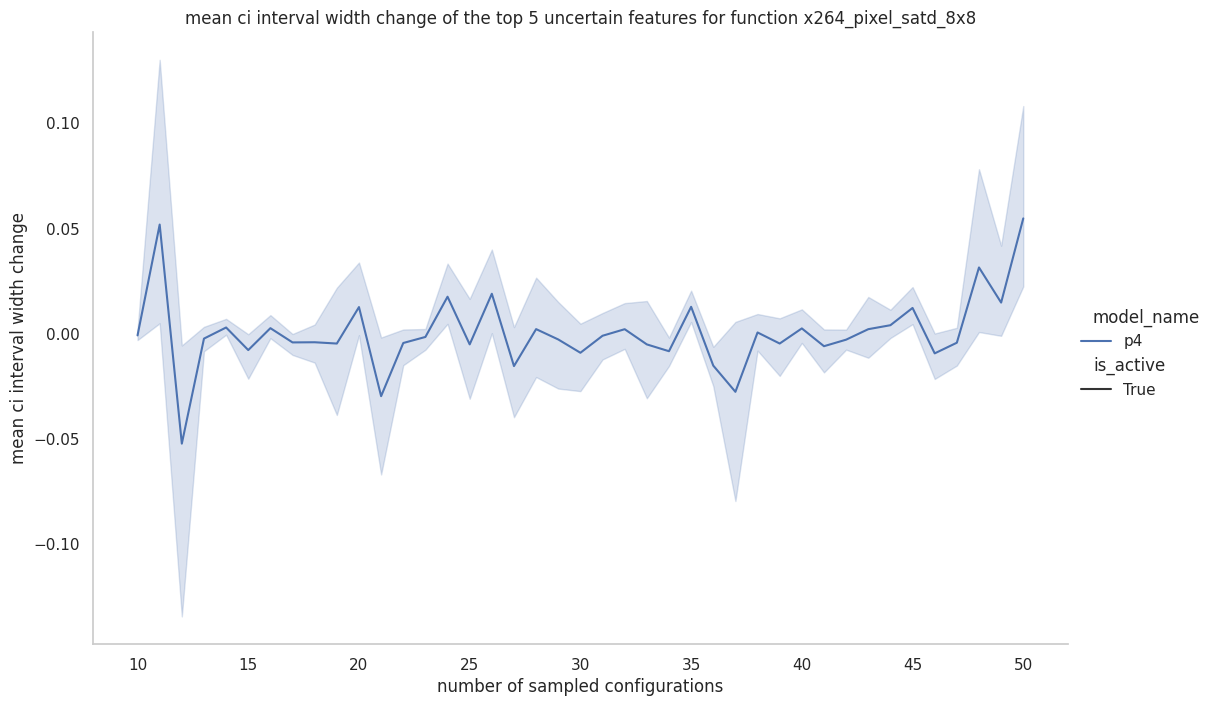 mean ci interval width change of the top 5 uncertain features for function x264_pixel_satd_8x8
mean ci interval width change
0.10
0.05
0.00
−0.05
−0.10
10 15 20 25 30 35 40 45 50
number of sampled configurations
model_name
p4
is_active
True